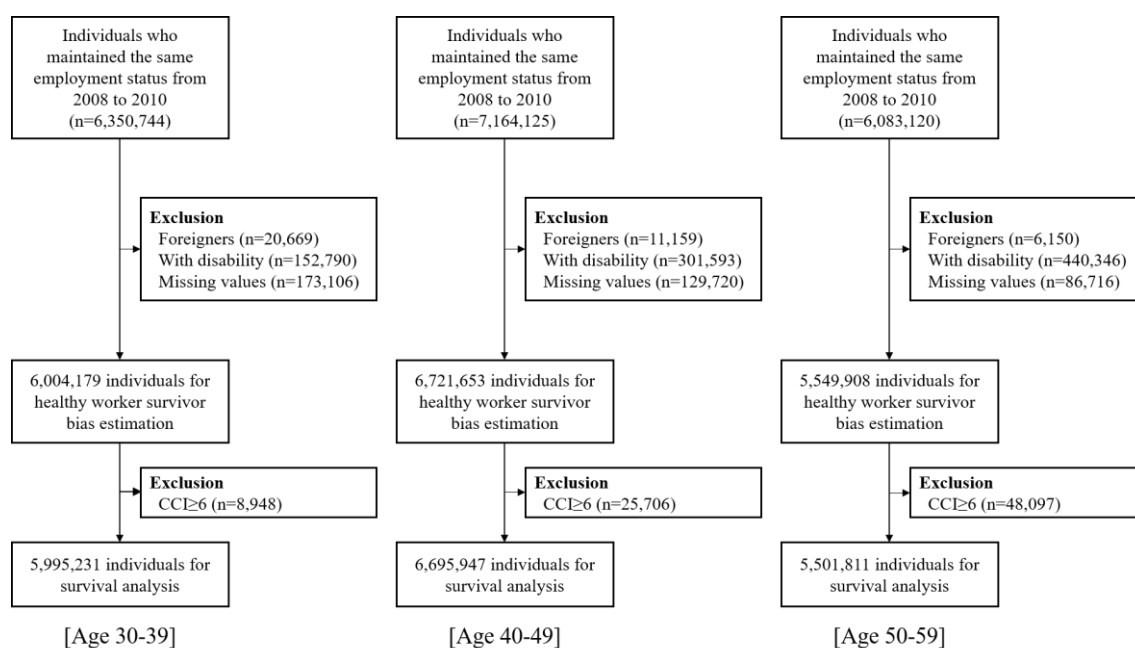 Individuals who
maintained the same
employment status from
2008 to 2010
(n=6,350,744)
Exclusion
Foreigners (n=20,669)
With disability (n=152,790)
Missing values (n=173,106)
6,004,179 individuals for
healthy worker survivor
bias estimation
Exclusion
CCI≥6 (n=8,948)
5,995,231 individuals for
survival analysis
[Age 30-39]
Individuals who
maintained the same
employment status from
2008 to 2010
(n=7,164,125)
Exclusion
Foreigners (n=11,159)
With disability (n=301,593)
Missing values (n=129,720)
6,721,653 individuals for
healthy worker survivor
bias estimation
Exclusion
CCI≥6 (n=25,706)
6,695,947 individuals for
survival analysis
[Age 40-49]
Individuals who
maintained the same
employment status from
2008 to 2010
(n=6,083,120)
Exclusion
Foreigners (n=6,150)
With disability (n=440,346)
Missing values (n=86,716)
5,549,908 individuals for
healthy worker survivor
bias estimation
Exclusion
CCI≥6 (n=48,097)
5,501,811 individuals for
survival analysis
[Age 50-59]